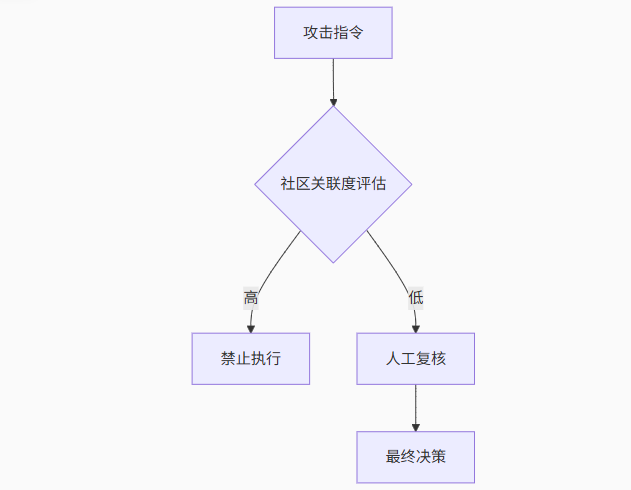 攻击指令
社区关联度评估
高
低
禁止执行
人工复核
最终决策